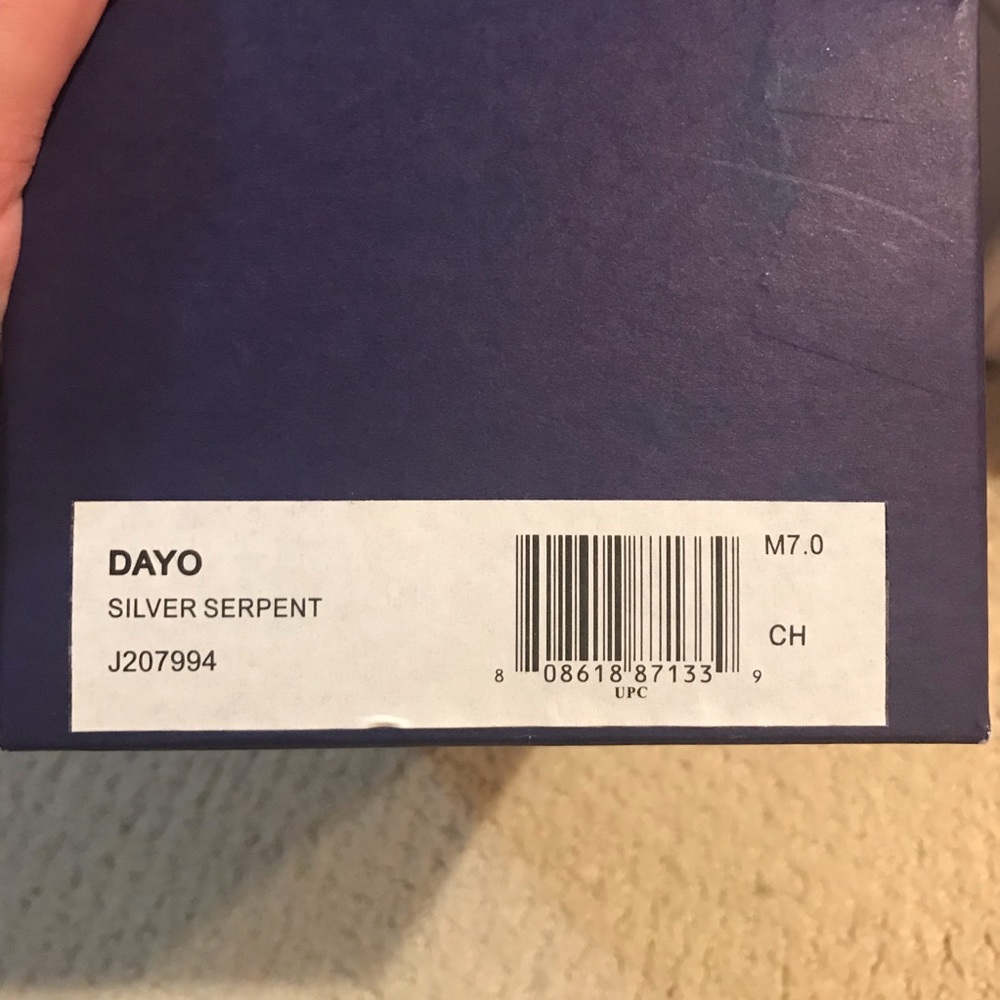 DAYO
SILVER SERPENT
J207994
8 08618 87133 9
UPC
M7.0
CH